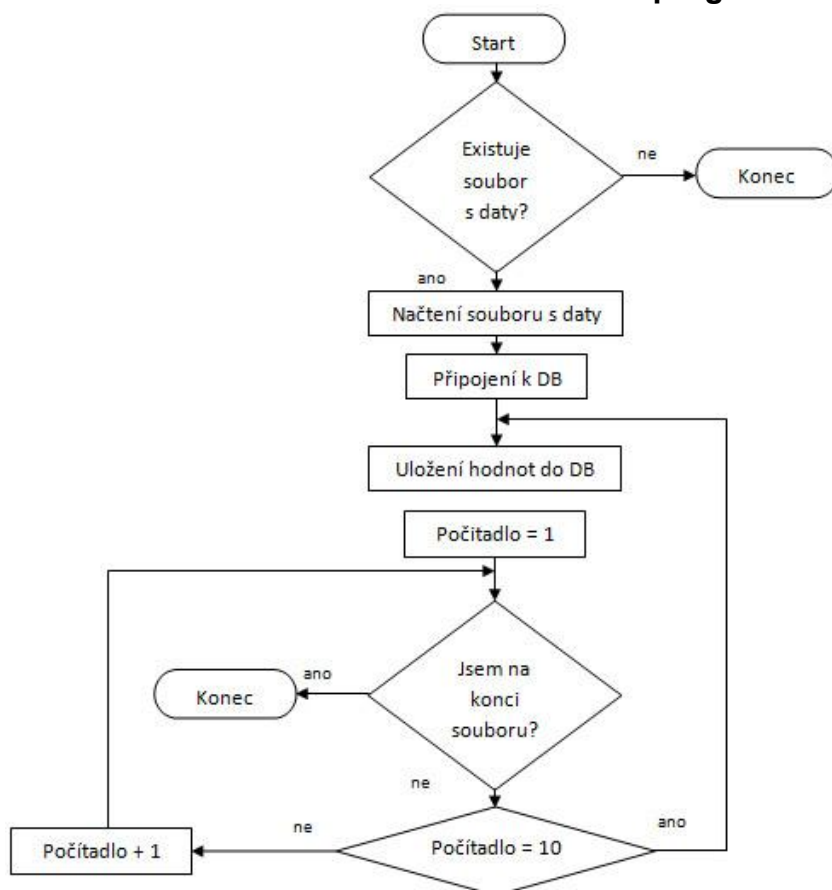 Start
Existuje
soubor
s daty?
ne
Konec
ano
Načtení souboru s daty
Připojení k DB
Uložení hodnot do DB
Počitadlo = 1
Jsem na
konci
souboru?
ano
Konec
ne
Počítadlo = 10
ne
ano
Počítadlo + 1